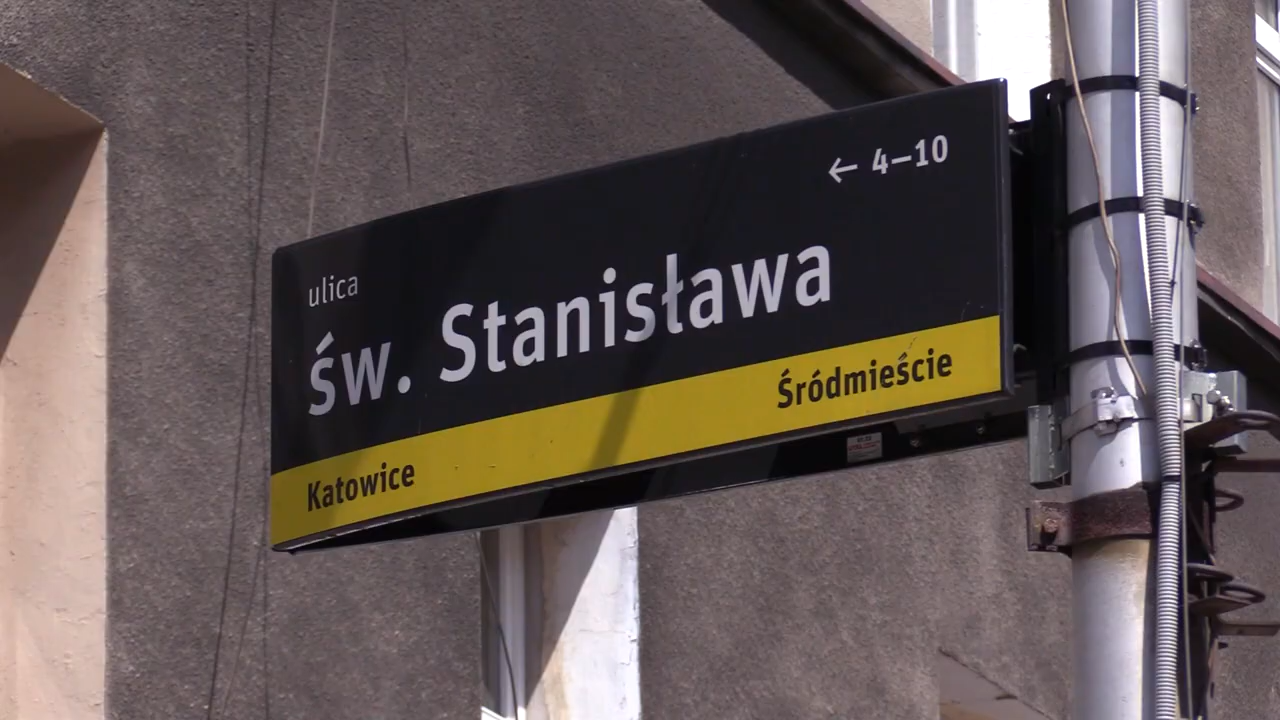 ← 4–10
ulica
św. Stanisława
Śródmieście
Katowice